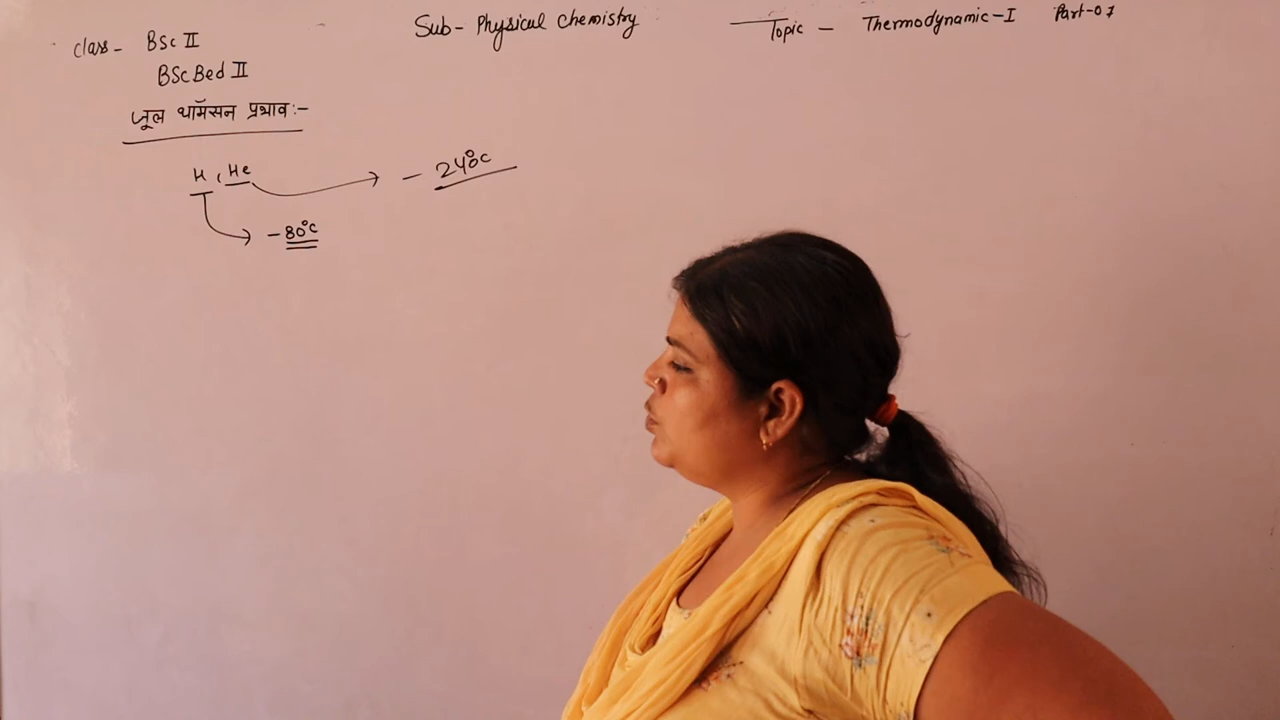 Class - BSc II
Sub - Physical Chemistry
Topic - Thermodynamic-I Part-07
BSc Bed II
जूल थॉमसन प्रभाव :-
H, He → - 240°C
→ - 80°C